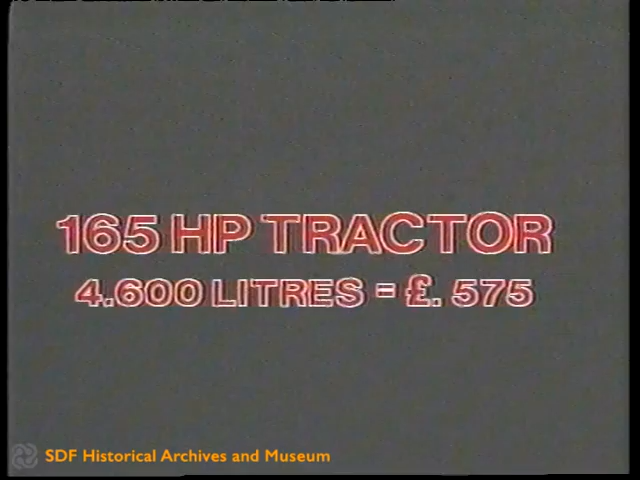 165 HP TRACTOR
4.600 LITRES = £. 575
SDF Historical Archives and Museum